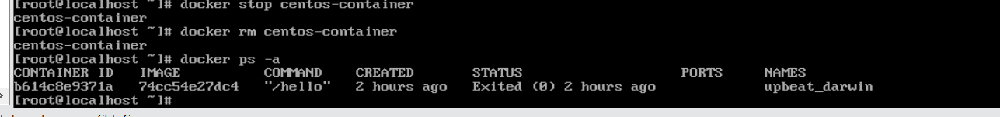 [root@localhost ~]# docker stop centos-container
centos-container
[root@localhost ~]# docker rm centos-container
centos-container
[root@localhost ~]# docker ps -a
CONTAINER ID   IMAGE          COMMAND    CREATED       STATUS                   PORTS     NAMES
b614c8e9371a   74cc54e27dc4   "/hello"   2 hours ago   Exited (0) 2 hours ago             upbeat_darwin
[root@localhost ~]#